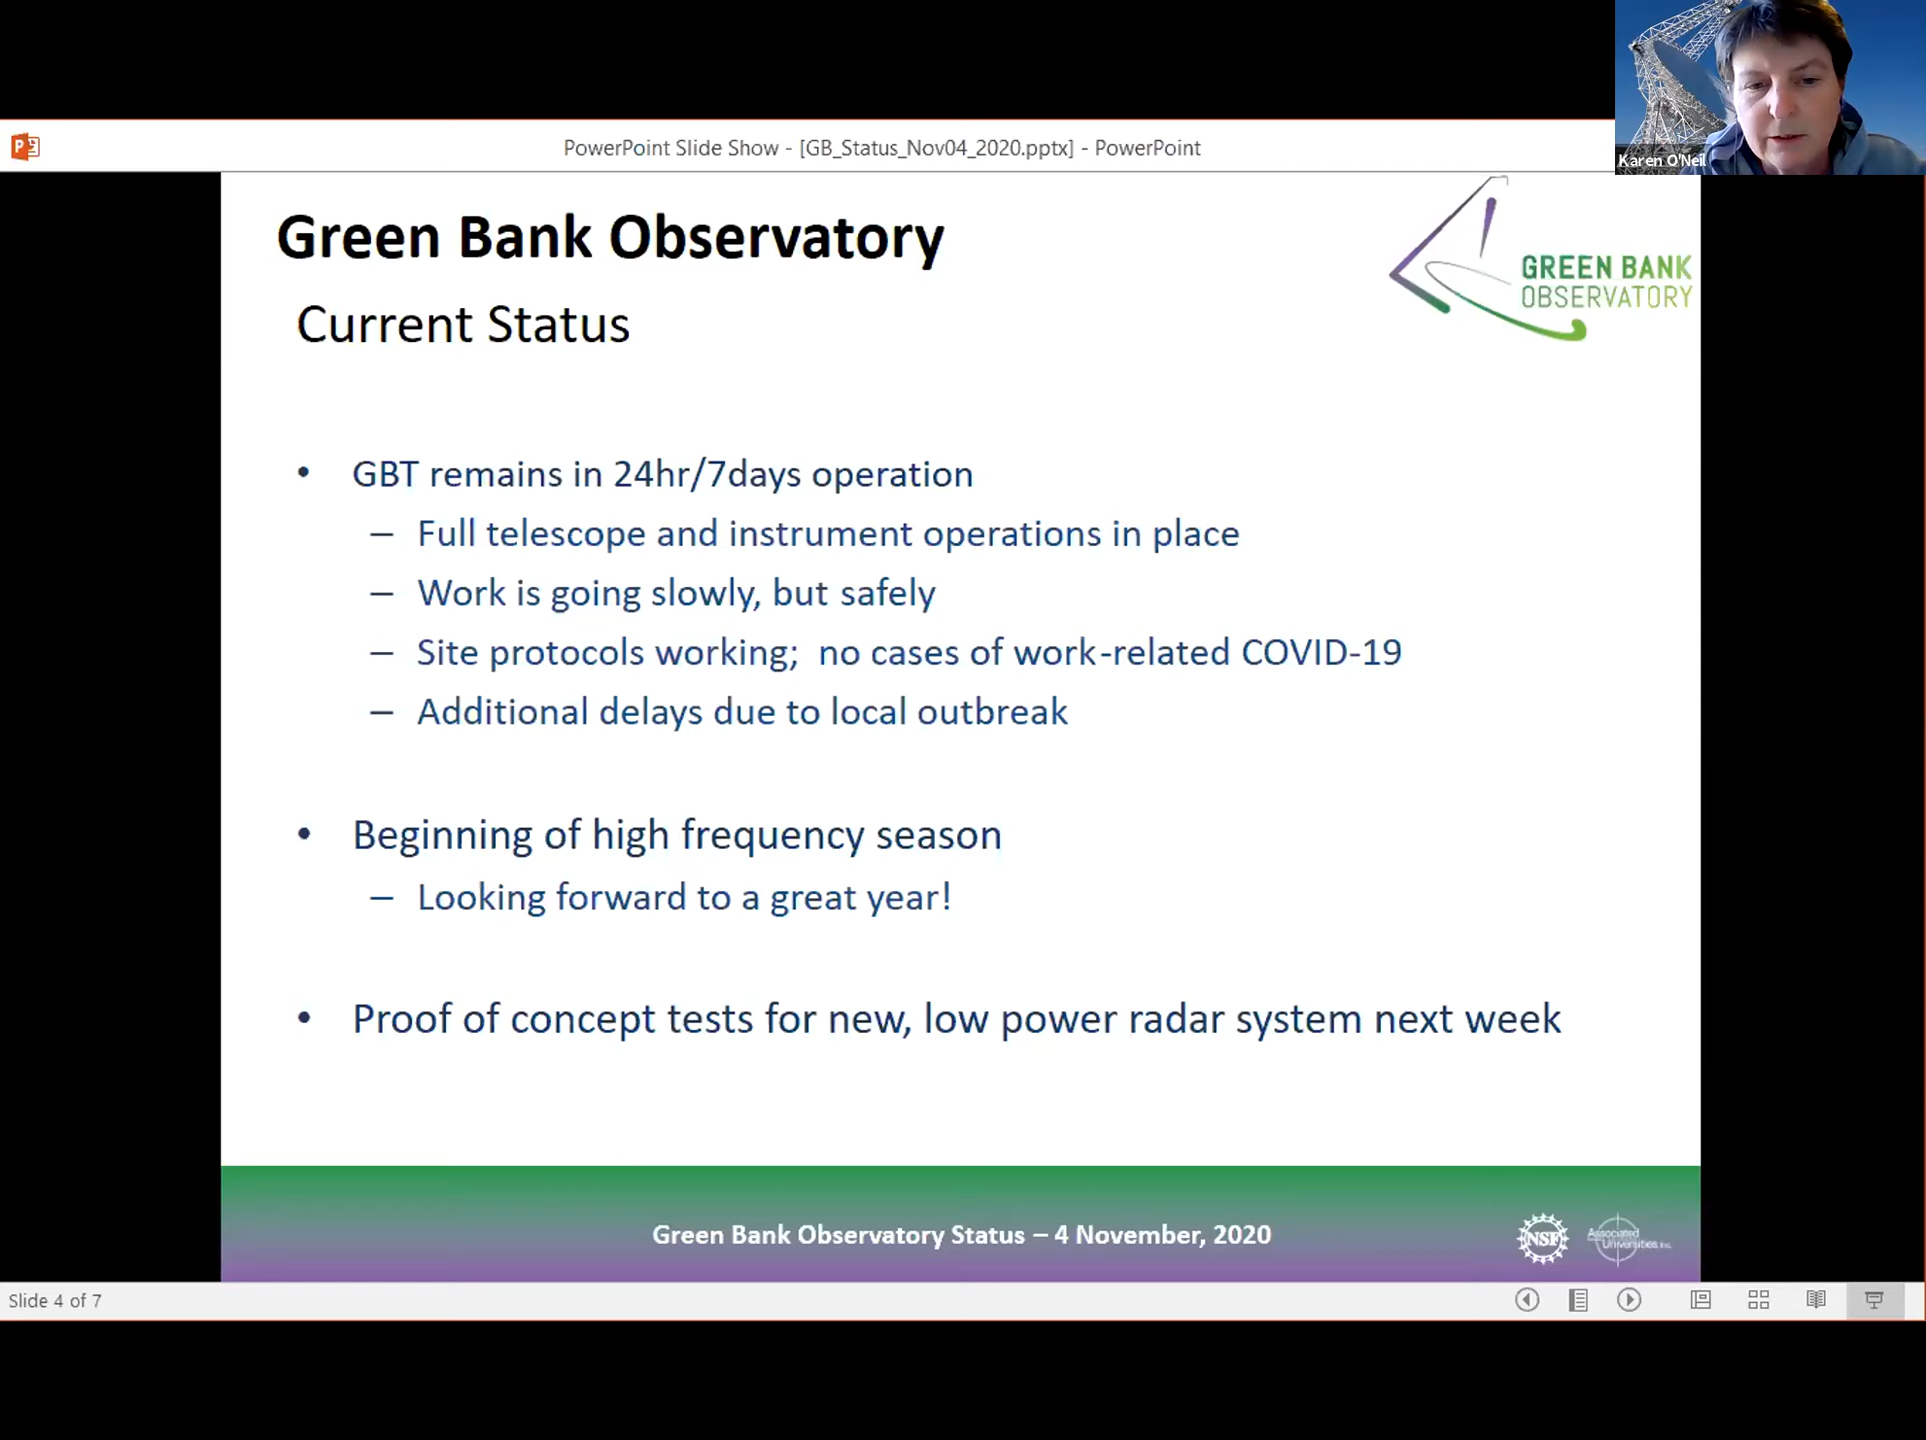 Karen O'Neil
PowerPoint Slide Show - [GB_Status_Nov04_2020.pptx] - PowerPoint
Green Bank Observatory
GREEN BANK
OBSERVATORY
Current Status
• GBT remains in 24hr/7days operation
– Full telescope and instrument operations in place
– Work is going slowly, but safely
– Site protocols working;  no cases of work-related COVID-19
– Additional delays due to local outbreak
• Beginning of high frequency season
– Looking forward to a great year!
• Proof of concept tests for new, low power radar system next week
Green Bank Observatory Status – 4 November, 2020
NSF
Associated
Universities, Inc.
Slide 4 of 7